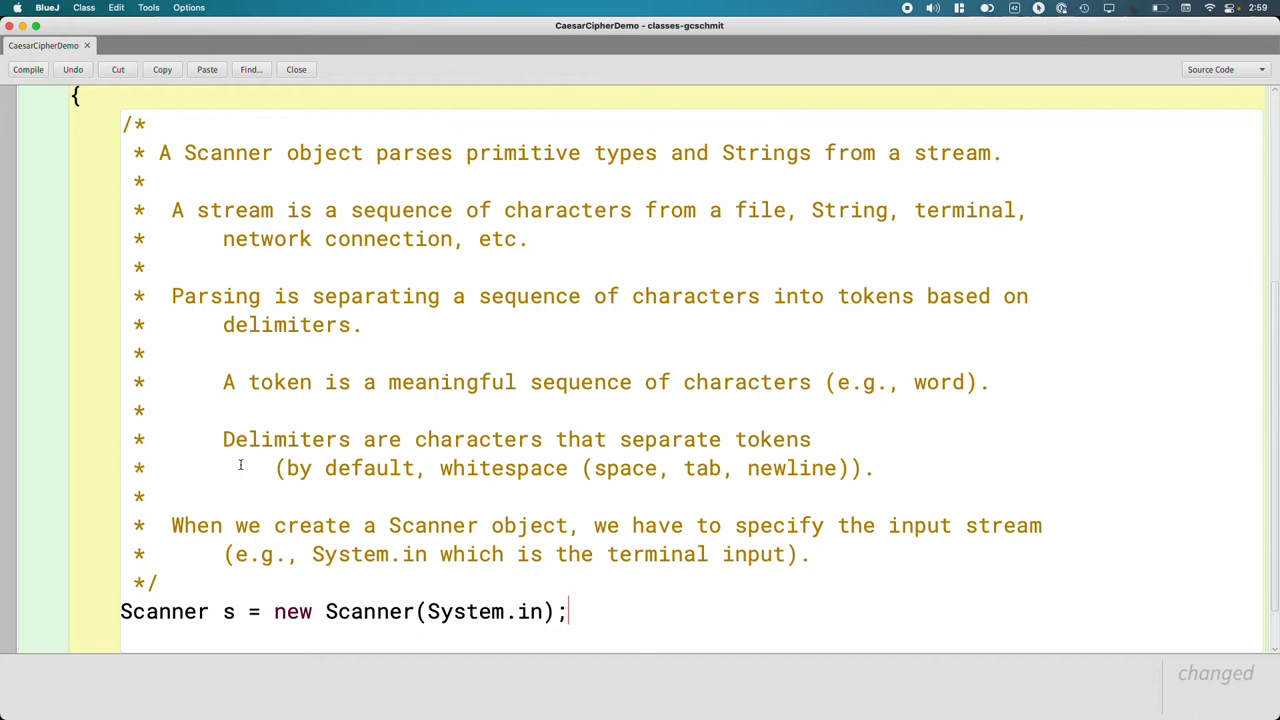 BlueJ Class Edit Tools Options 2:59
CaesarCipherDemo - classes-gcschmit
CaesarCipherDemo ×
Compile Undo Cut Copy Paste Find... Close Source Code
{
/*
* A Scanner object parses primitive types and Strings from a stream.
*
* A stream is a sequence of characters from a file, String, terminal,
* network connection, etc.
*
* Parsing is separating a sequence of characters into tokens based on
* delimiters.
*
* A token is a meaningful sequence of characters (e.g., word).
*
* Delimiters are characters that separate tokens
* (by default, whitespace (space, tab, newline)).
*
* When we create a Scanner object, we have to specify the input stream
* (e.g., System.in which is the terminal input).
*/
Scanner s = new Scanner(System.in);
changed